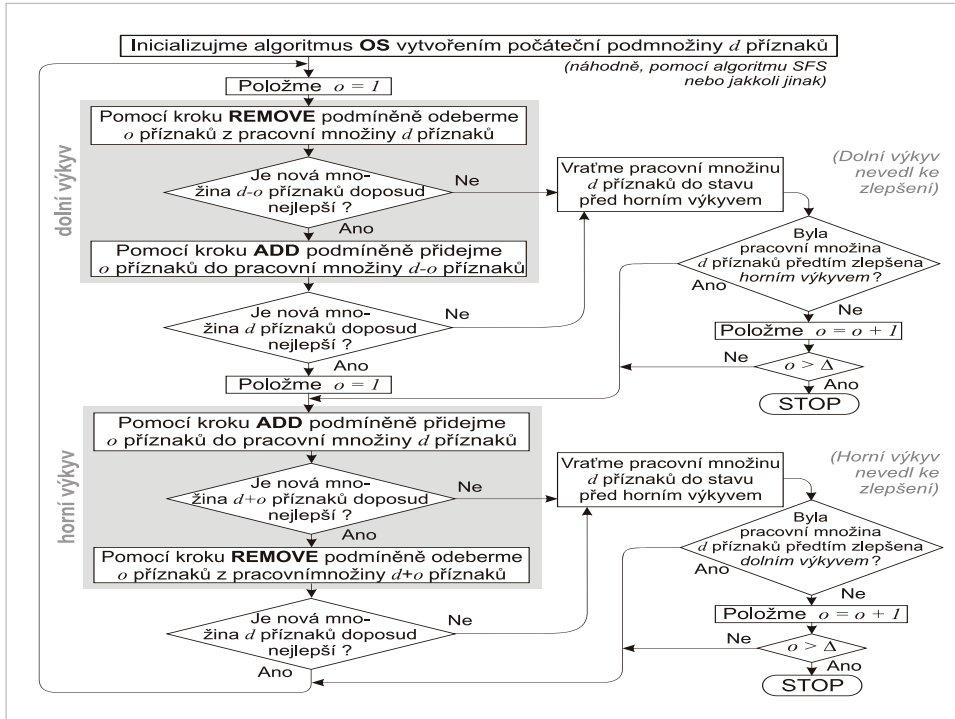 Inicializujme algoritmus OS vytvořením počáteční podmnožiny d příznaků
(náhodně, pomocí algoritmu SFS
nebo jakkoli jinak)
Položme o = 1
dolní výkyv
Pomocí kroku REMOVE podmíněně odeberme
o příznaků z pracovní množiny d příznaků
Je nová mno-
žina d-o příznaků doposud
nejlepší ?
Ne
Ano
Pomocí kroku ADD podmíněně přidejme
o příznaků do pracovní množiny d-o příznaků
Je nová mno-
žina d příznaků doposud
nejlepší ?
Ne
Ano
Vraťme pracovní množinu
d příznaků do stavu
před horním výkyvem
(Dolní výkyv
nevedl ke
zlepšení)
Byla
pracovní množina
d příznaků předtím zlepšena
horním výkyvem ?
Ano
Ne
Položme o = o + 1
Ne
o > Δ
Ano
STOP
Položme o = 1
horní výkyv
Pomocí kroku ADD podmíněně přidejme
o příznaků do pracovní množiny d příznaků
Je nová mno-
žina d+o příznaků doposud
nejlepší ?
Ne
Ano
Pomocí kroku REMOVE podmíněně odeberme
o příznaků z pracovnímnožiny d+o příznaků
Je nová mno-
žina d příznaků doposud
nejlepší ?
Ne
Ano
Vraťme pracovní množinu
d příznaků do stavu
před horním výkyvem
(Horní výkyv
nevedl ke
zlepšení)
Byla
pracovní množina
d příznaků předtím zlepšena
dolním výkyvem ?
Ano
Ne
Položme o = o + 1
Ne
o > Δ
Ano
STOP